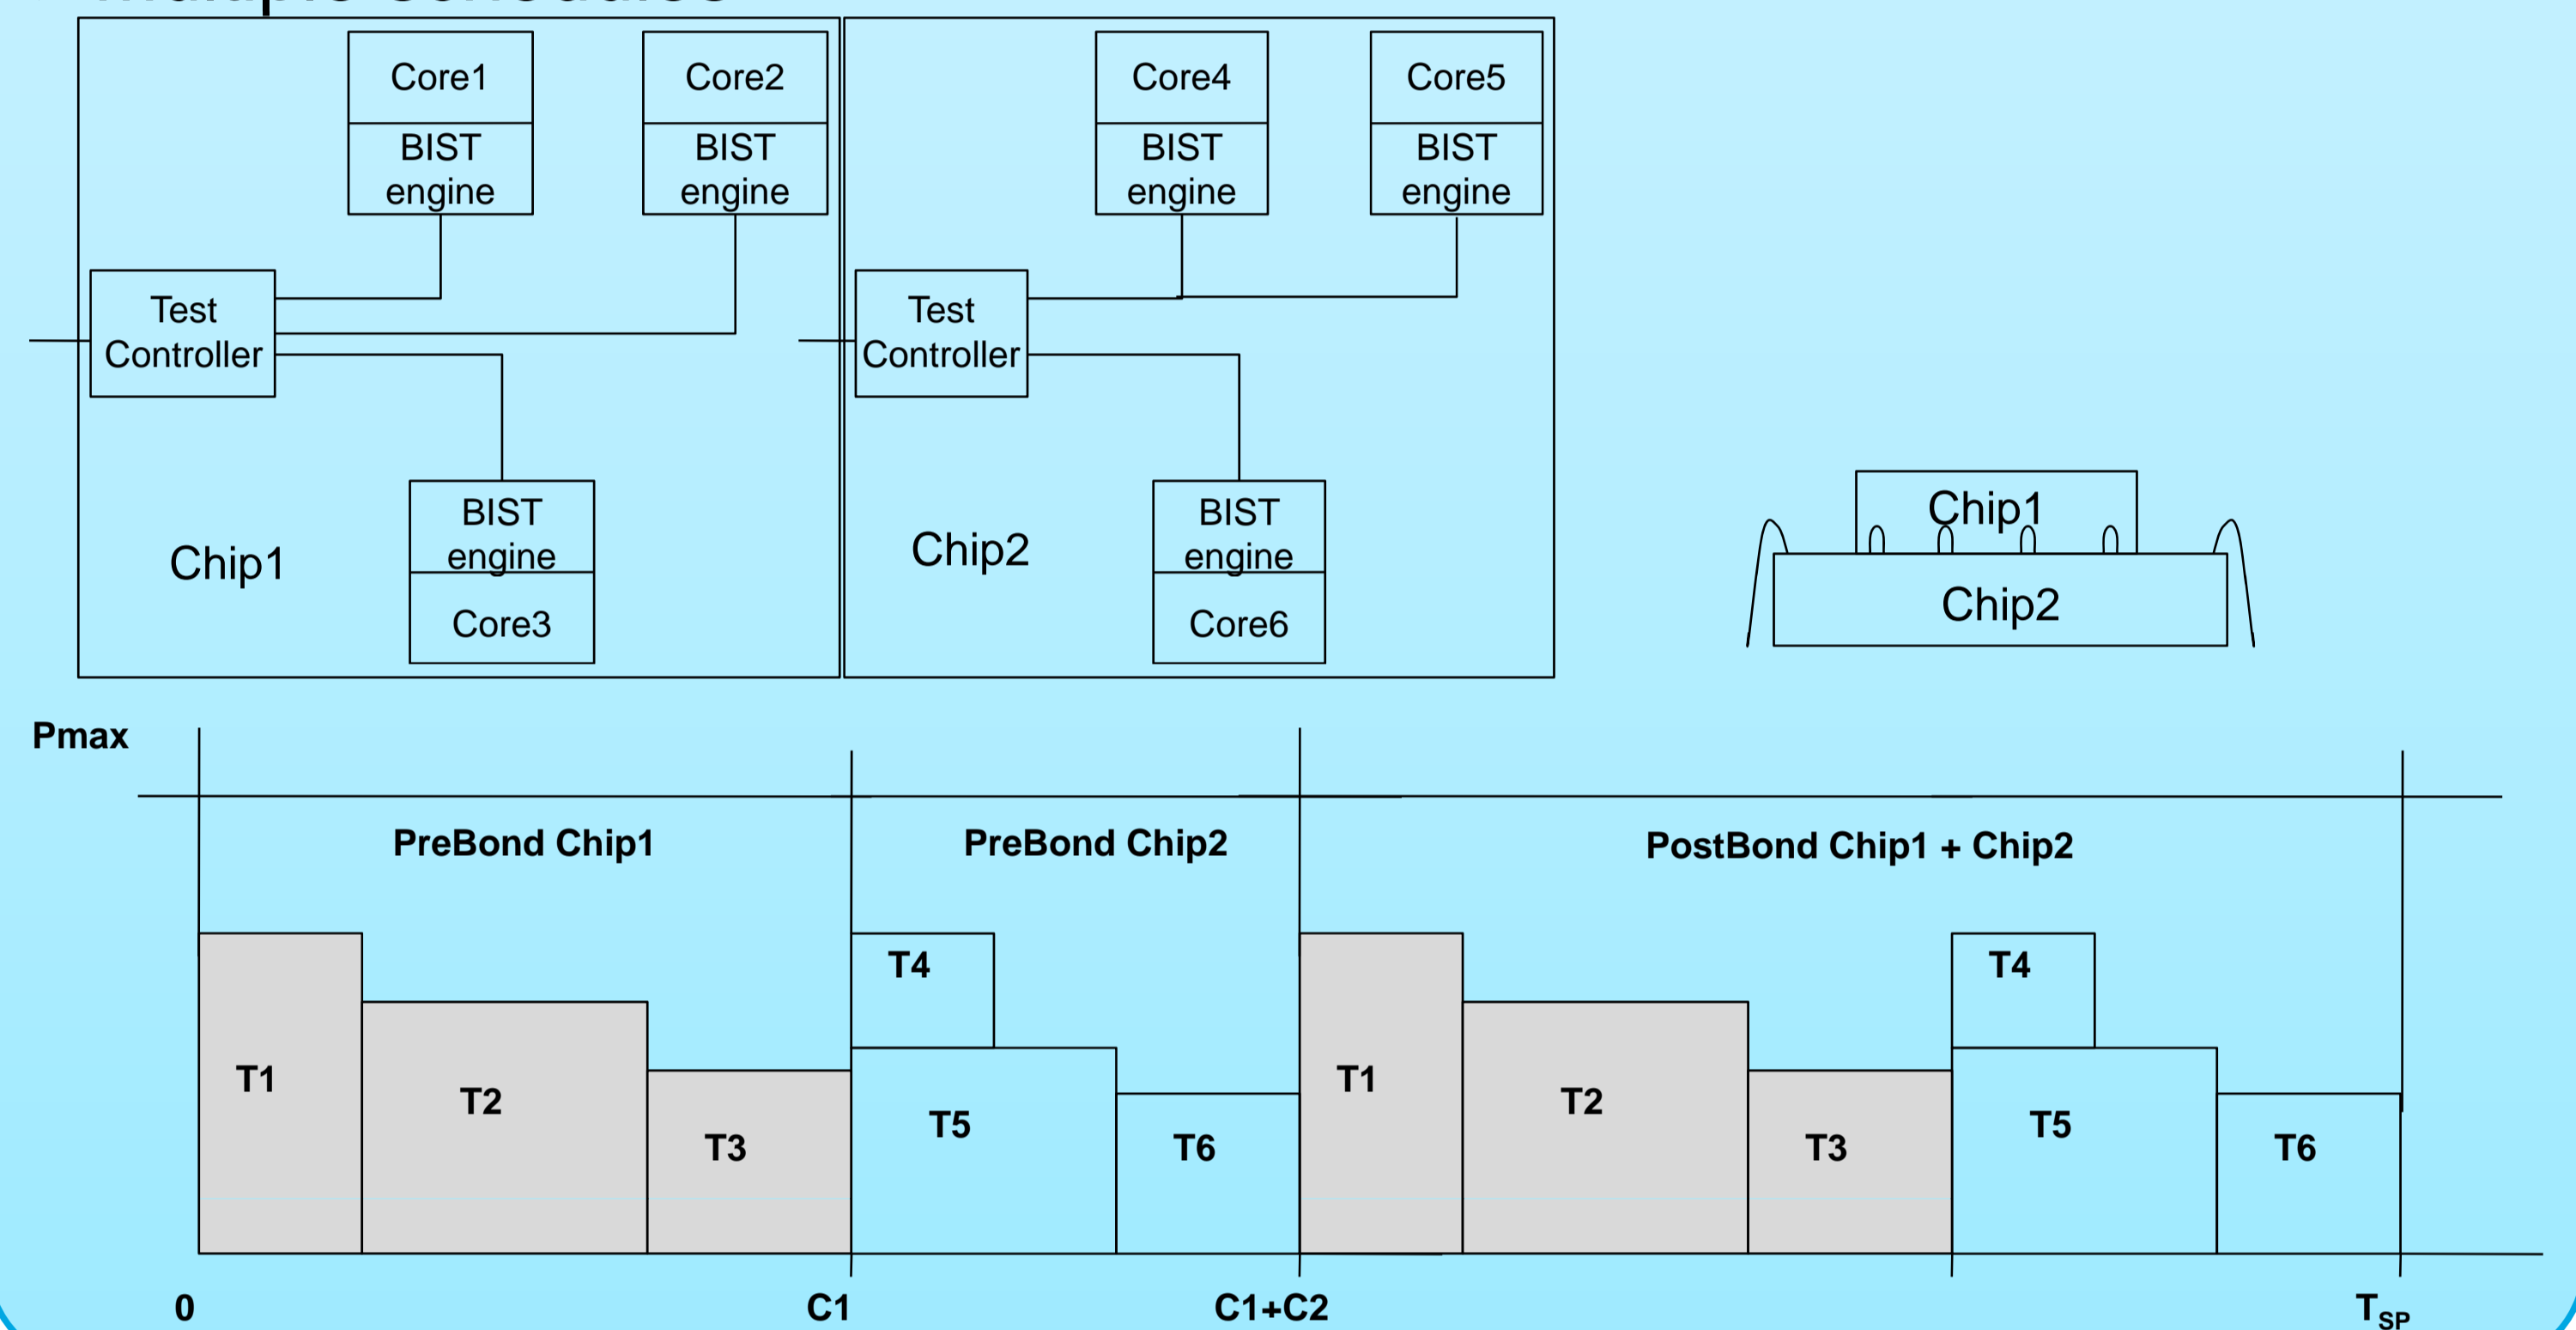 Core1
BIST
engine
Core2
BIST
engine
Core4
BIST
engine
Core5
BIST
engine
Test
Controller
Test
Controller
Chip1
BIST
engine
Core3
Chip2
BIST
engine
Core6
Chip1
Chip2
Pmax
PreBond Chip1
PreBond Chip2
PostBond Chip1 + Chip2
T1
T2
T3
T4
T5
T6
T1
T2
T3
T4
T5
T6
0
C1
C1+C2
TSP